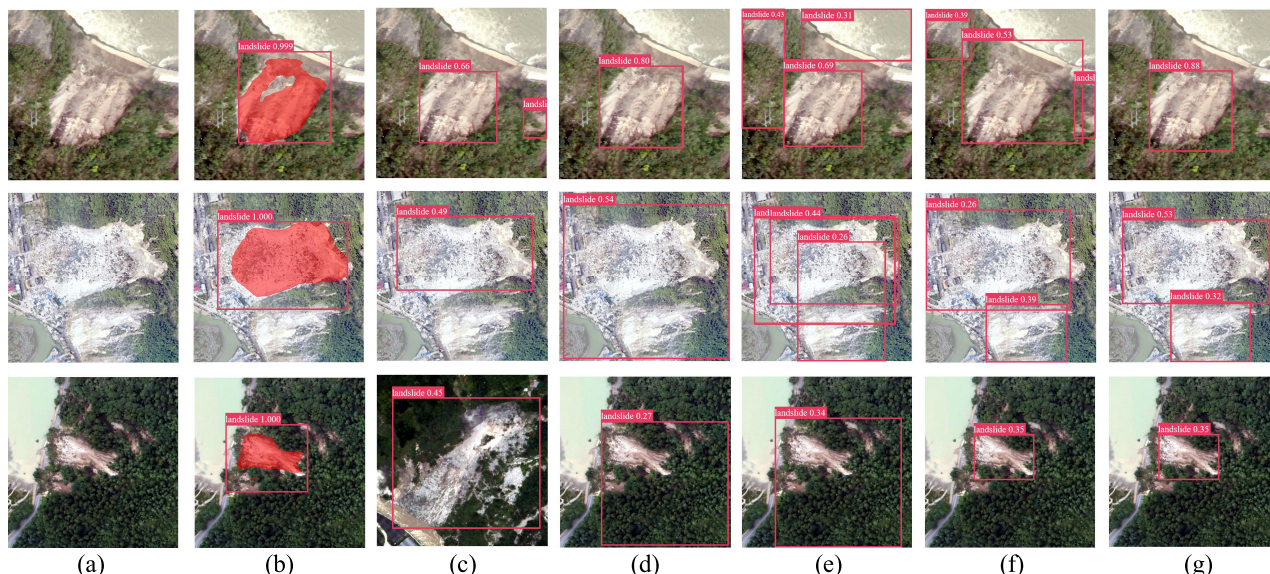 landslide 0.999
landslide 0.66
landsli
landslide 0.80
landslide 0.43
landslide 0.31
landslide 0.69
landslide 0.39
landslide 0.53
landsl
landslide 0.88
landslide 1.000
landslide 0.49
landslide 0.54
landlandslide 0.44
landslide 0.26
landslide 0.26
landslide 0.39
landslide 0.53
landslide 0.32
landslide 1.000
landslide 0.45
landslide 0.27
landslide 0.34
landslide 0.35
landslide 0.35
(a) (b) (c) (d) (e) (f) (g)